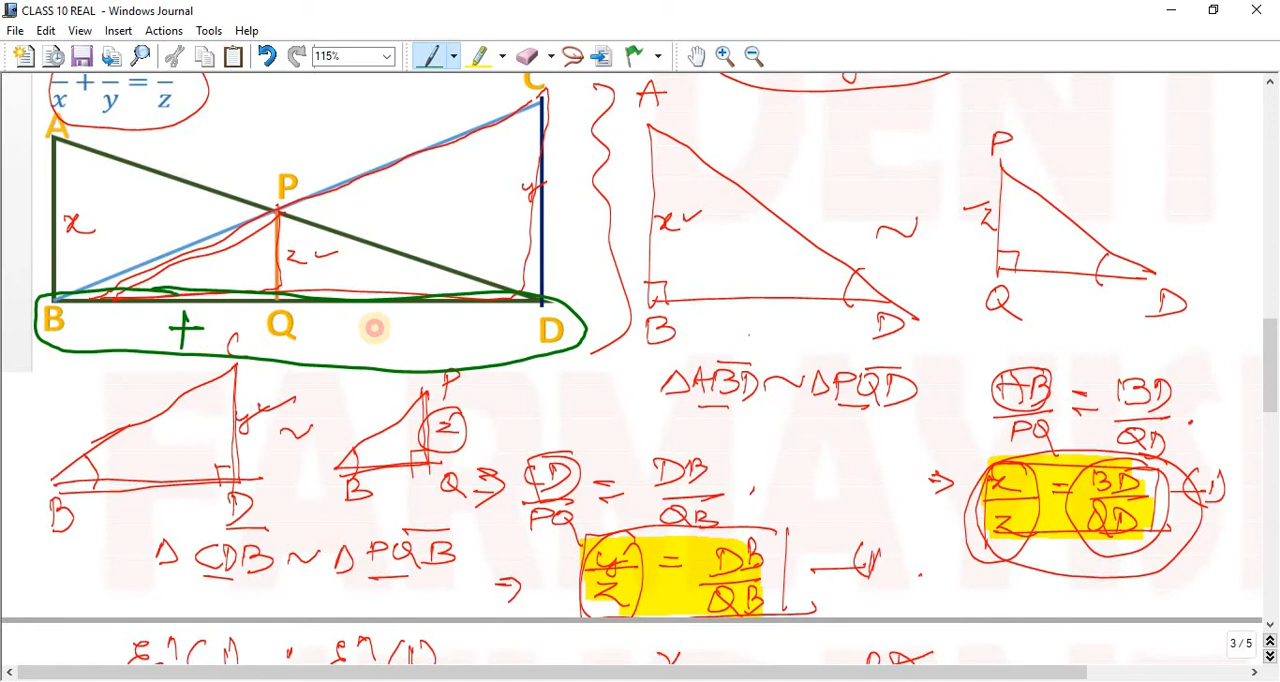 CLASS 10 REAL - Windows Journal
File Edit View Insert Actions Tools Help
115%
x + y = z
A
C
P
x
y
z
B
Q
D
+
A
x
B
D
~
P
z
Q
D
ΔABD ~ ΔPQD
AB/PQ = BD/QD
⇒ x/z = BD/QD
C
y
B
D
~
P
z
B
Q
ΔCDB ~ ΔPQB
⇒ CD/PQ = DB/QB
⇒ y/z = DB/QB
3 / 5